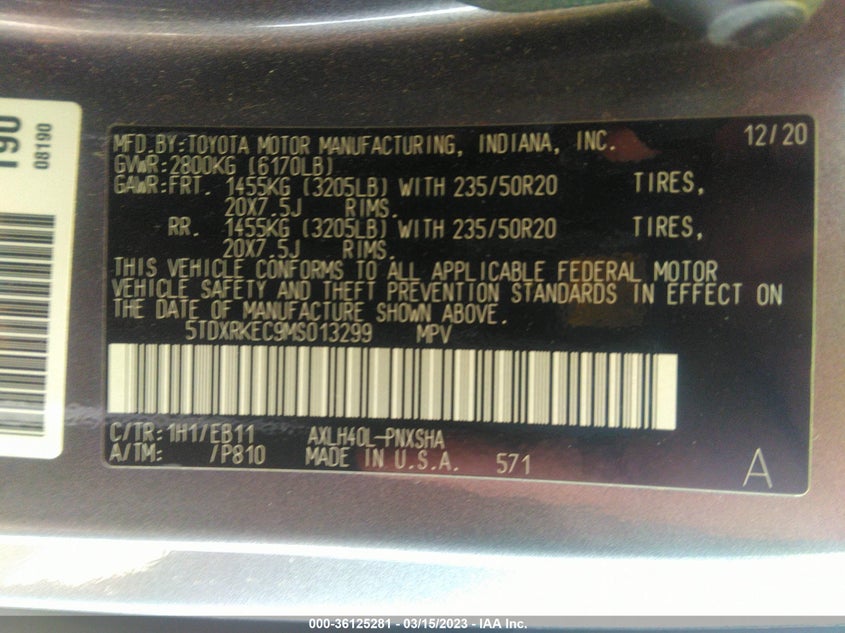 190
08190
MFD.BY:TOYOTA MOTOR MANUFACTURING, INDIANA, INC. 12/20
GVWR:2800KG (6170LB)
GAWR:FRT. 1455KG (3205LB) WITH 235/50R20 TIRES,
20X7.5J RIMS.
RR. 1455KG (3205LB) WITH 235/50R20 TIRES,
20X7.5J RIMS.
THIS VEHICLE CONFORMS TO ALL APPLICABLE FEDERAL MOTOR
VEHICLE SAFETY AND THEFT PREVENTION STANDARDS IN EFFECT ON
THE DATE OF MANUFACTURE SHOWN ABOVE.
5TDXRKEC9MS013299 MPV
C/TR:1H1/EB11 AXLH40L-PNXSHA
A/TM: /P810 MADE IN U.S.A. 571
A
000-36125281 - 03/15/2023 - IAA Inc.